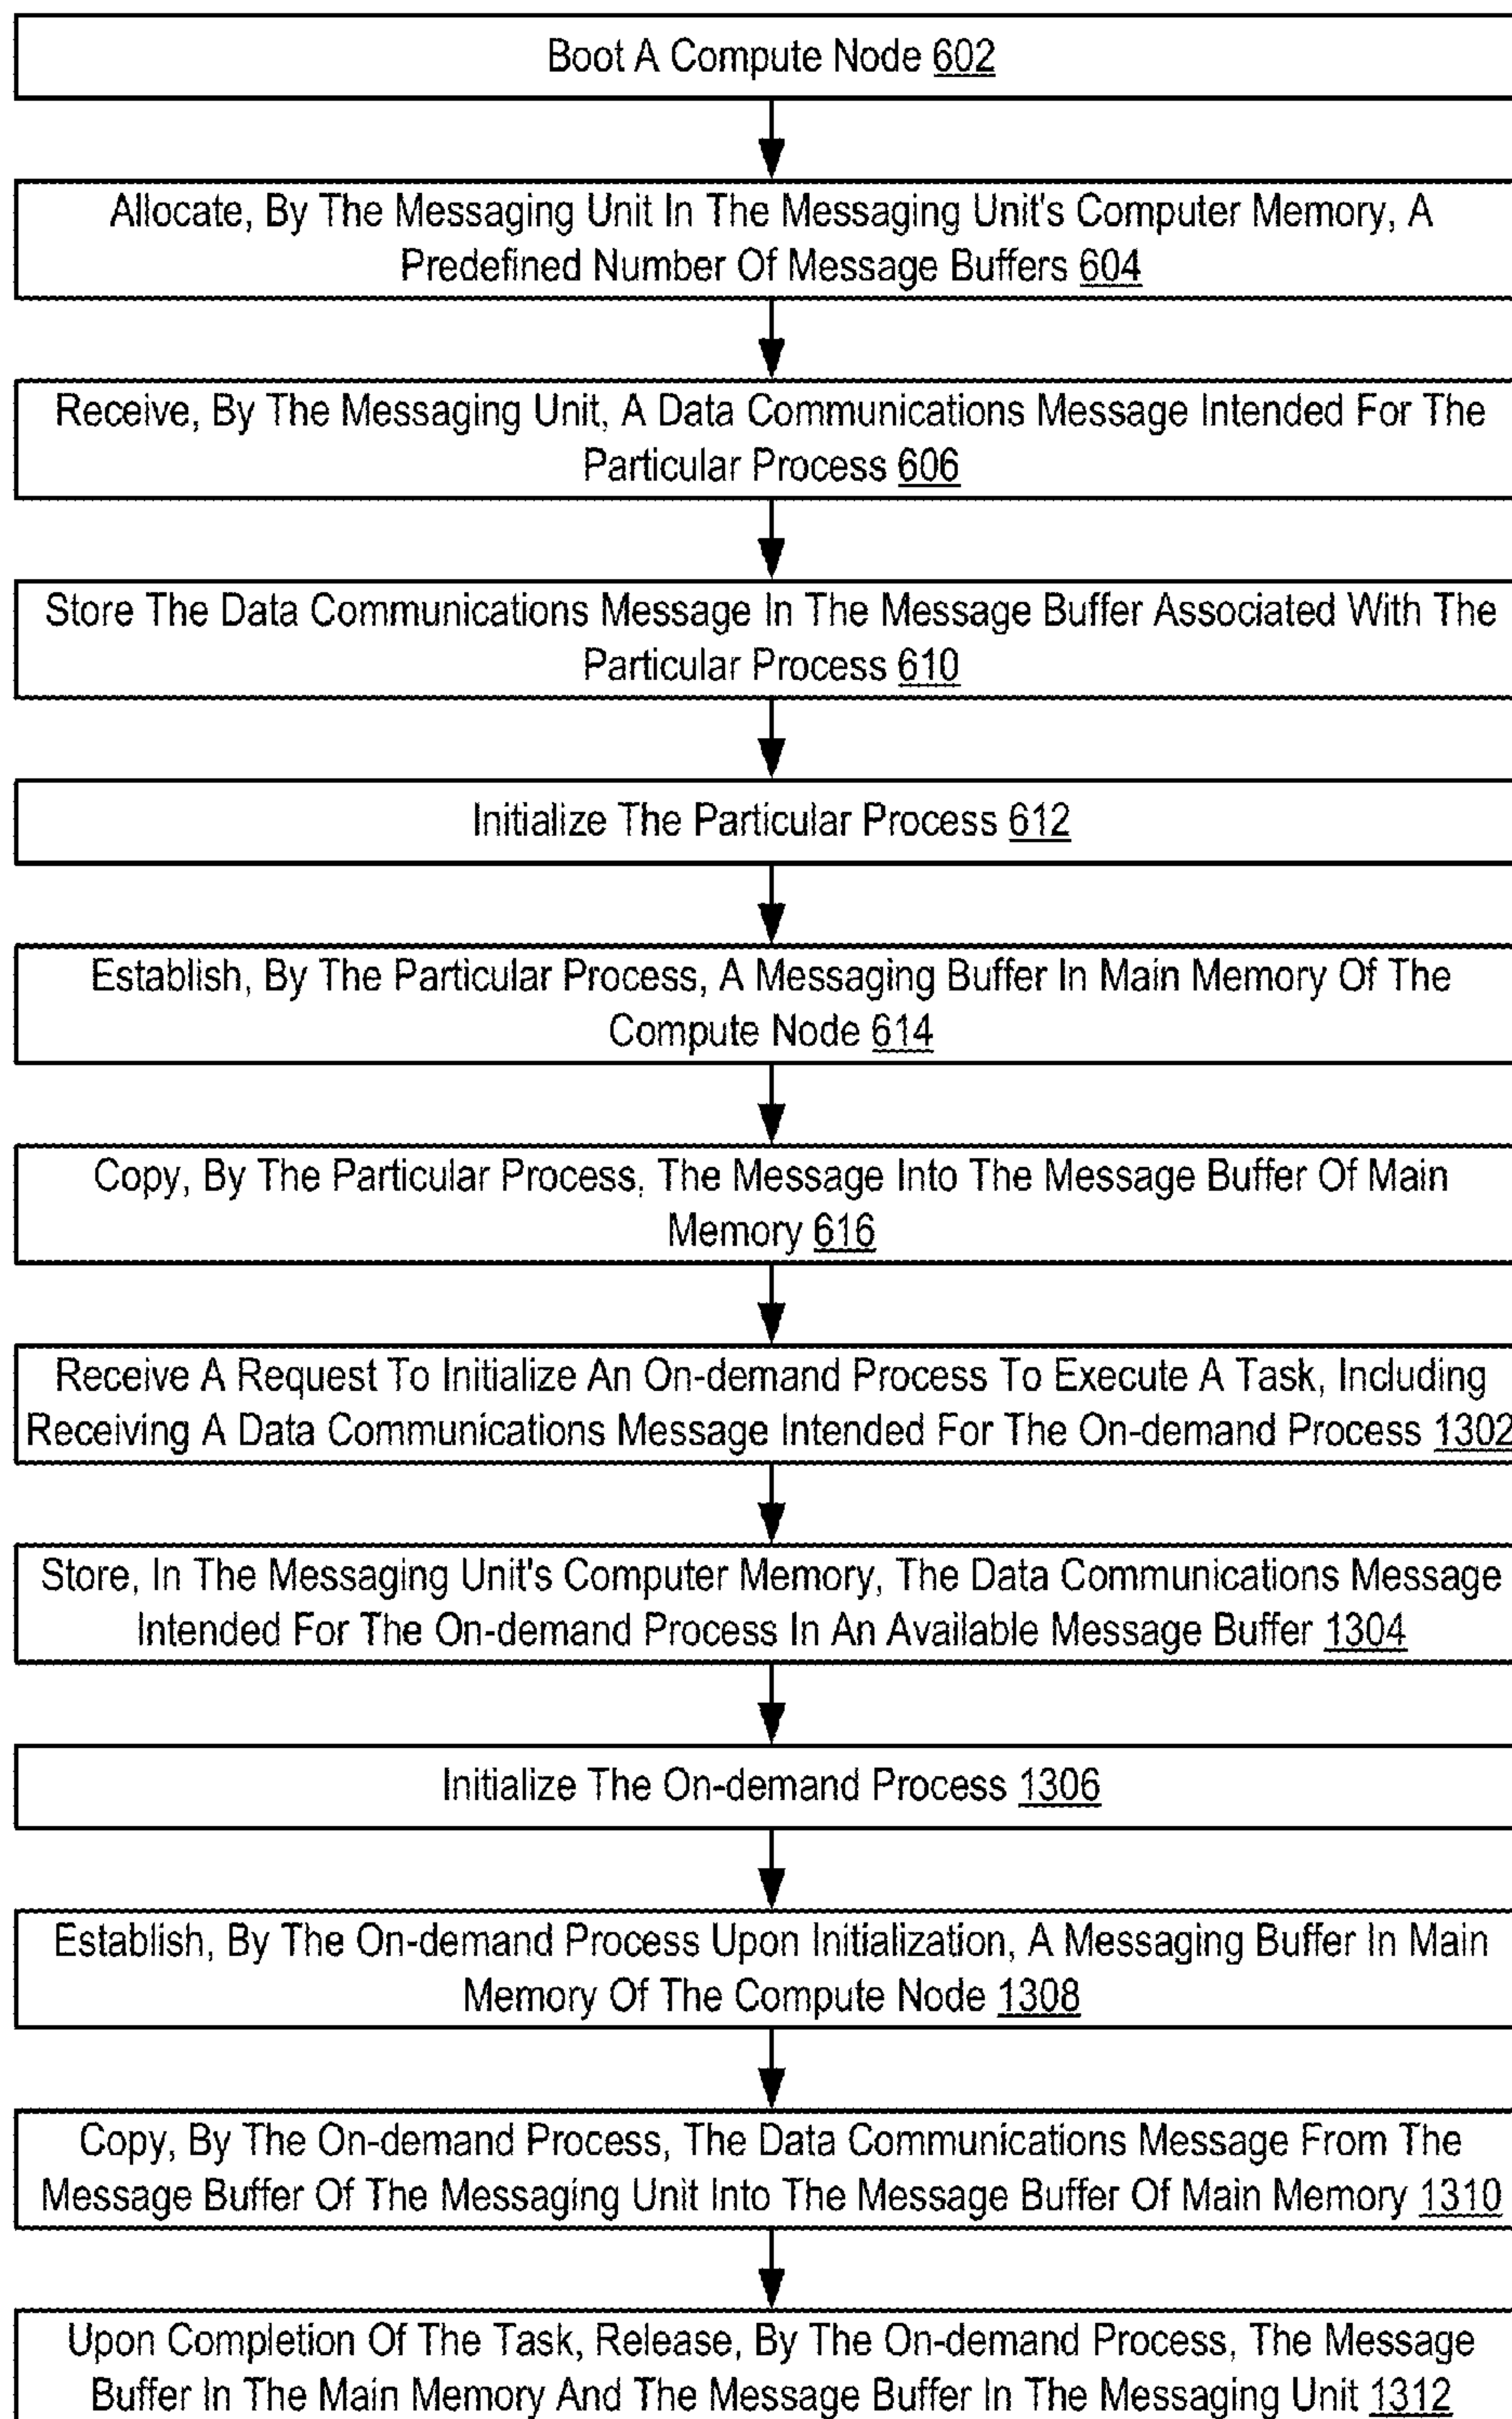 Boot A Compute Node 602
Allocate, By The Messaging Unit In The Messaging Unit's Computer Memory, A
Predefined Number Of Message Buffers 604
Receive, By The Messaging Unit, A Data Communications Message Intended For The
Particular Process 606
Store The Data Communications Message In The Message Buffer Associated With The
Particular Process 610
Initialize The Particular Process 612
Establish, By The Particular Process, A Messaging Buffer In Main Memory Of The
Compute Node 614
Copy, By The Particular Process, The Message Into The Message Buffer Of Main
Memory 616
Receive A Request To Initialize An On-demand Process To Execute A Task, Including
Receiving A Data Communications Message Intended For The On-demand Process 1302
Store, In The Messaging Unit's Computer Memory, The Data Communications Message
Intended For The On-demand Process In An Available Message Buffer 1304
Initialize The On-demand Process 1306
Establish, By The On-demand Process Upon Initialization, A Messaging Buffer In Main
Memory Of The Compute Node 1308
Copy, By The On-demand Process, The Data Communications Message From The
Message Buffer Of The Messaging Unit Into The Message Buffer Of Main Memory 1310
Upon Completion Of The Task, Release, By The On-demand Process, The Message
Buffer In The Main Memory And The Message Buffer In The Messaging Unit 1312